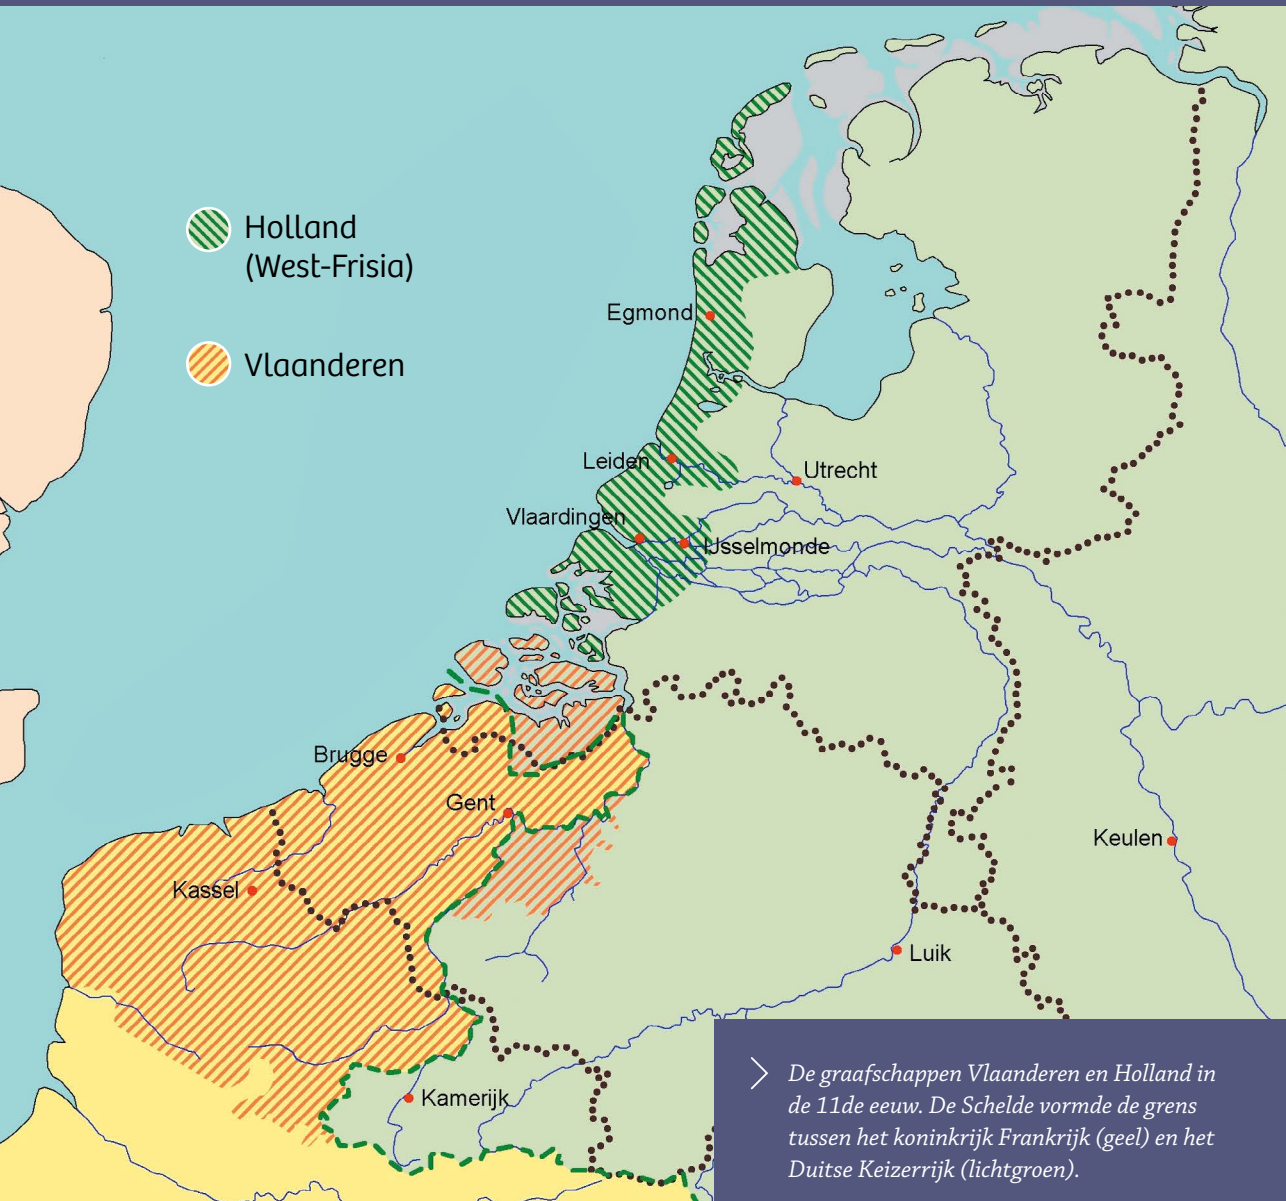 Holland
(West-Frisia)
Vlaanderen
Egmond
Leiden
Utrecht
Vlaardingen
IJsselmonde
Brugge
Gent
Keulen
Kassel
Luik
Kamerijk
De graafschappen Vlaanderen en Holland in
de 11de eeuw. De Schelde vormde de grens
tussen het koninkrijk Frankrijk (geel) en het
Duitse Keizerrijk (lichtgroen).